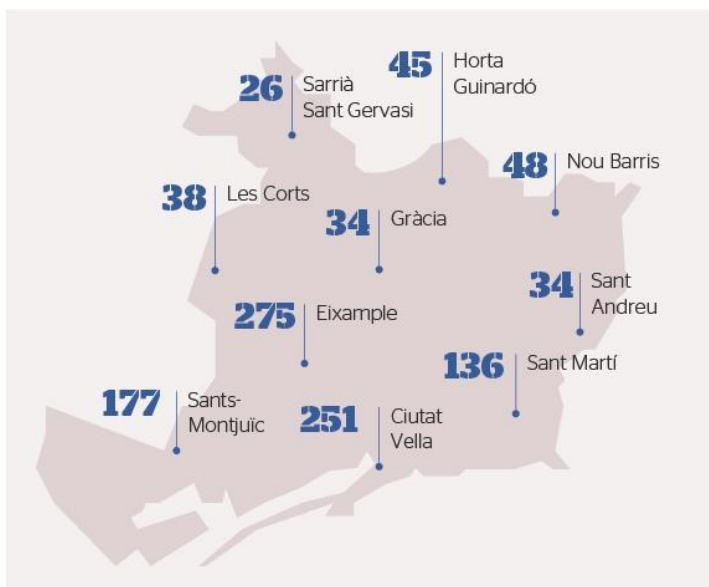 45
Horta
Guinardó
26
Sarrià
Sant Gervasi
48
Nou Barris
38
Les Corts
34
Gràcia
34
Sant
Andreu
275
Eixample
136
Sant Martí
177
Sants-
Montjuïc
251
Ciutat
Vella